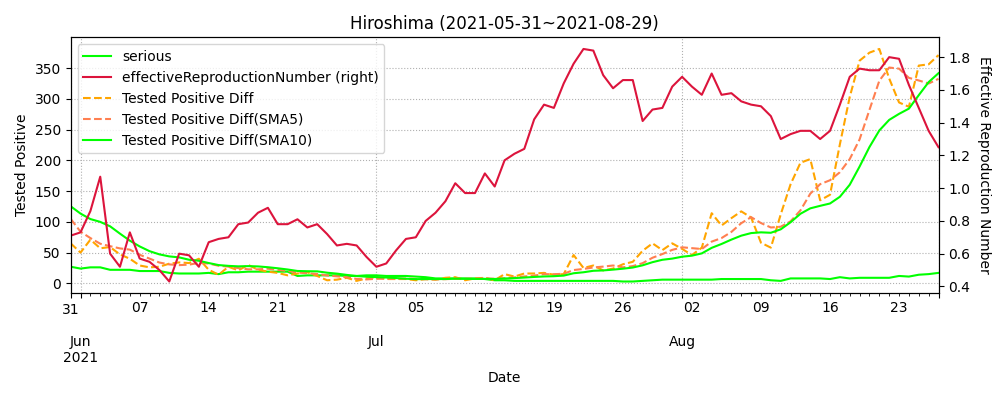 Hiroshima (2021-05-31~2021-08-29)
serious
effectiveReproductionNumber (right)
Tested Positive Diff
Tested Positive Diff(SMA5)
Tested Positive Diff(SMA10)
Tested Positive
350
300
250
200
150
100
50
0
1.8
1.6
1.4
1.2
1.0
0.8
0.6
0.4
Effective Reproduction Number
31 07 14 21 28 05 12 19 26 02 09 16 23
Jun Jul Aug
2021
Date